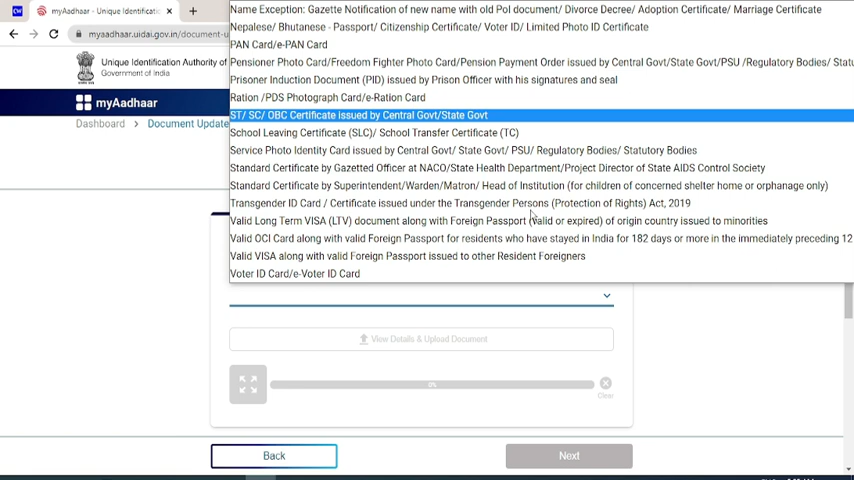 CW
myAadhaar - Unique Identificatio
Name Exception: Gazette Notification of new name with old PoI document/ Divorce Decree/ Adoption Certificate/ Marriage Certificate
Nepalese/ Bhutanese - Passport/ Citizenship Certificate/ Voter ID/ Limited Photo ID Certificate
myaadhaar.uidai.gov.in/document-u
PAN Card/e-PAN Card
Unique Identification Authority of
Pensioner Photo Card/Freedom Fighter Photo Card/Pension Payment Order issued by Central Govt/State Govt/PSU /Regulatory Bodies/ Statu
Government of India
Prisoner Induction Document (PID) issued by Prison Officer with his signatures and seal
myAadhaar
Ration /PDS Photograph Card/e-Ration Card
ST/ SC/ OBC Certificate issued by Central Govt/State Govt
Dashboard Document Update
School Leaving Certificate (SLC)/ School Transfer Certificate (TC)
Service Photo Identity Card issued by Central Govt/ State Govt/ PSU/ Regulatory Bodies/ Statutory Bodies
Standard Certificate by Gazetted Officer at NACO/State Health Department/Project Director of State AIDS Control Society
Standard Certificate by Superintendent/Warden/Matron/ Head of Institution (for children of concerned shelter home or orphanage only)
Transgender ID Card / Certificate issued under the Transgender Persons (Protection of Rights) Act, 2019
Valid Long Term VISA (LTV) document along with Foreign Passport (valid or expired) of origin country issued to minorities
Valid OCI Card along with valid Foreign Passport for residents who have stayed in India for 182 days or more in the immediately preceding 12
Valid VISA along with valid Foreign Passport issued to other Resident Foreigners
Voter ID Card/e-Voter ID Card
View Details & Upload Document
0%
Clear
Back
Next